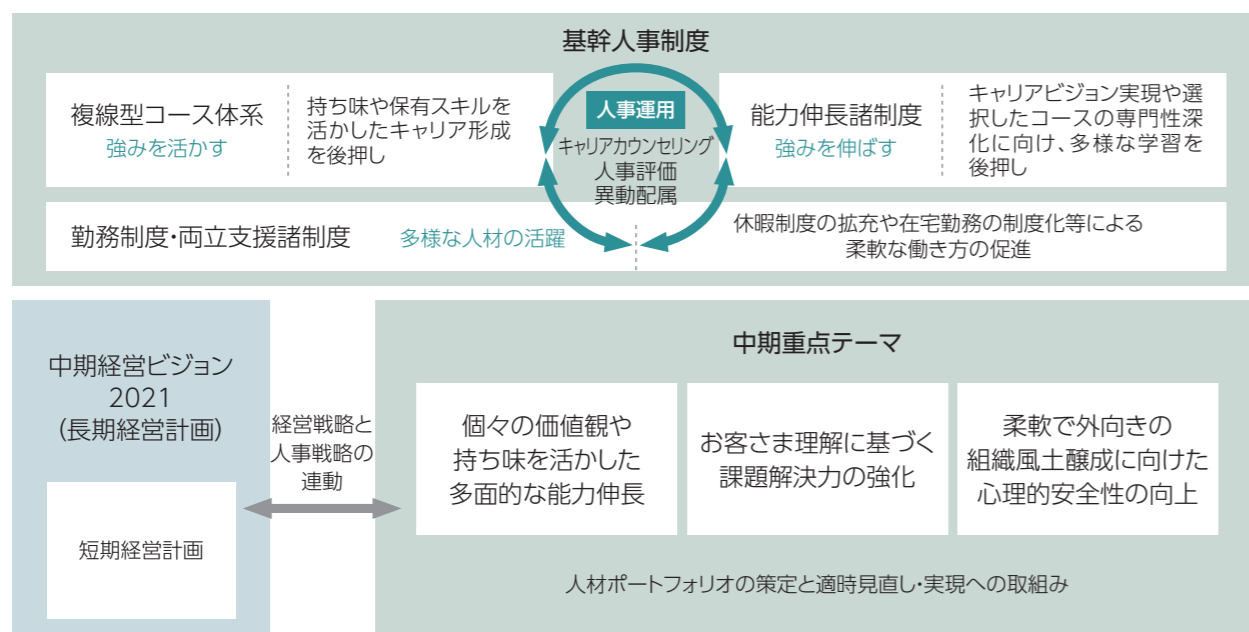 基幹人事制度
複線型コース体系
強みを活かす
持ち味や保有スキルを
活かしたキャリア形成
を後押し
人事運用
キャリアカウンセリング
人事評価
異動配属
能力伸長諸制度
強みを伸ばす
キャリアビジョン実現や選
択したコースの専門性深
化に向け、多様な学習を
後押し
勤務制度・両立支援諸制度
多様な人材の活躍
休暇制度の拡充や在宅勤務の制度化等による
柔軟な働き方の促進
中期経営ビジョン
2021
(長期経営計画)
短期経営計画
経営戦略と
人事戦略の
連動
中期重点テーマ
個々の価値観や
持ち味を活かした
多面的な能力伸長
お客さま理解に基づく
課題解決力の強化
柔軟で外向きの
組織風土醸成に向けた
心理的安全性の向上
人材ポートフォリオの策定と適時見直し・実現への取組み